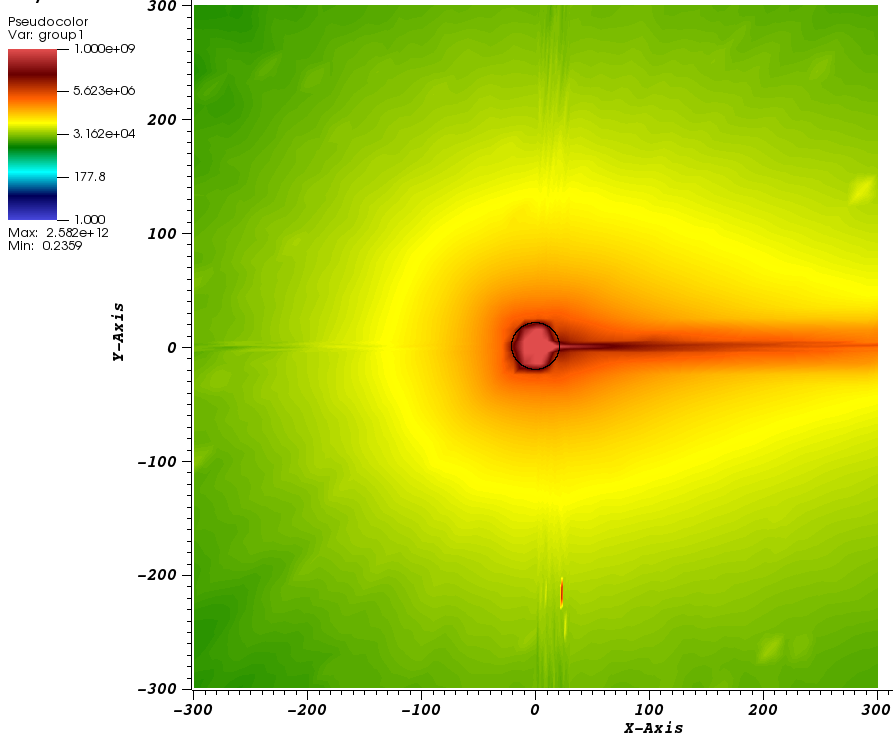 Pseudocolor
Var: group1
1.000e+09
5.623e+06
3.162e+04
177.8
1.000
Max: 2.582e+12
Min: 0.2359
300
200
100
0
-100
-200
-300
Y-Axis
-300
-200
-100
0
100
200
300
X-Axis